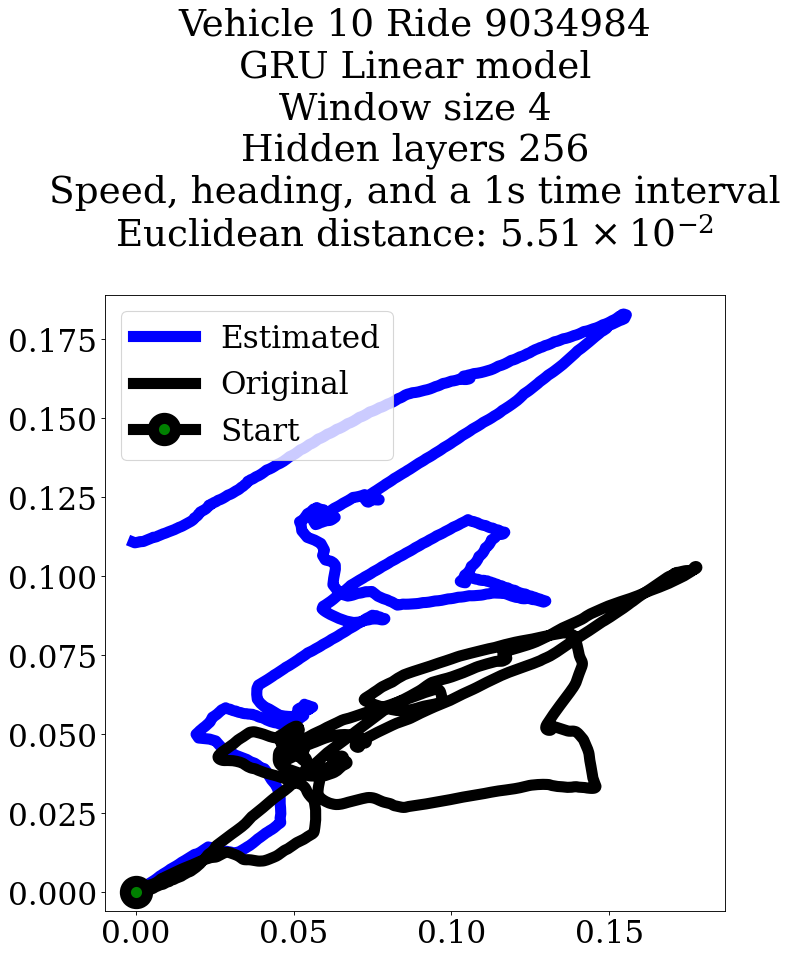 Vehicle 10 Ride 9034984
GRU Linear model
Window size 4
Hidden layers 256
Speed, heading, and a 1s time interval
Euclidean distance: 5.51 × 10⁻²
Estimated
Original
Start
0.175
0.150
0.125
0.100
0.075
0.050
0.025
0.000
0.00 0.05 0.10 0.15